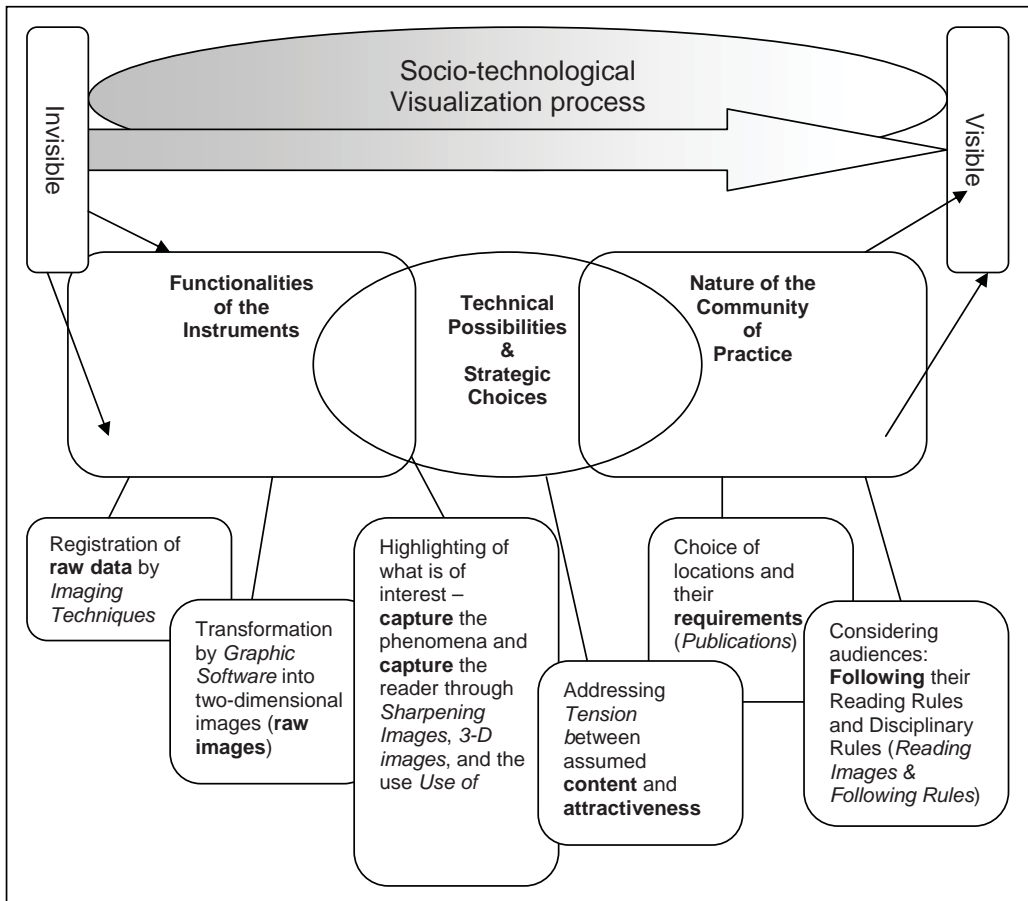 Socio-technological
Visualization process
Invisible
Visible
Functionalities
of the
Instruments
Technical
Possibilities
&
Strategic
Choices
Nature of the
Community
of
Practice
Registration of
raw data by
Imaging
Techniques
Transformation
by Graphic
Software into
two-dimensional
images (raw
images)
Highlighting of
what is of
interest –
capture the
phenomena and
capture the
reader through
Sharpening
Images, 3-D
images, and the
use Use of
Addressing
Tension
between
assumed
content and
attractiveness
Choice of
locations and
their
requirements
(Publications)
Considering
audiences:
Following their
Reading Rules
and Disciplinary
Rules (Reading
Images &
Following Rules)